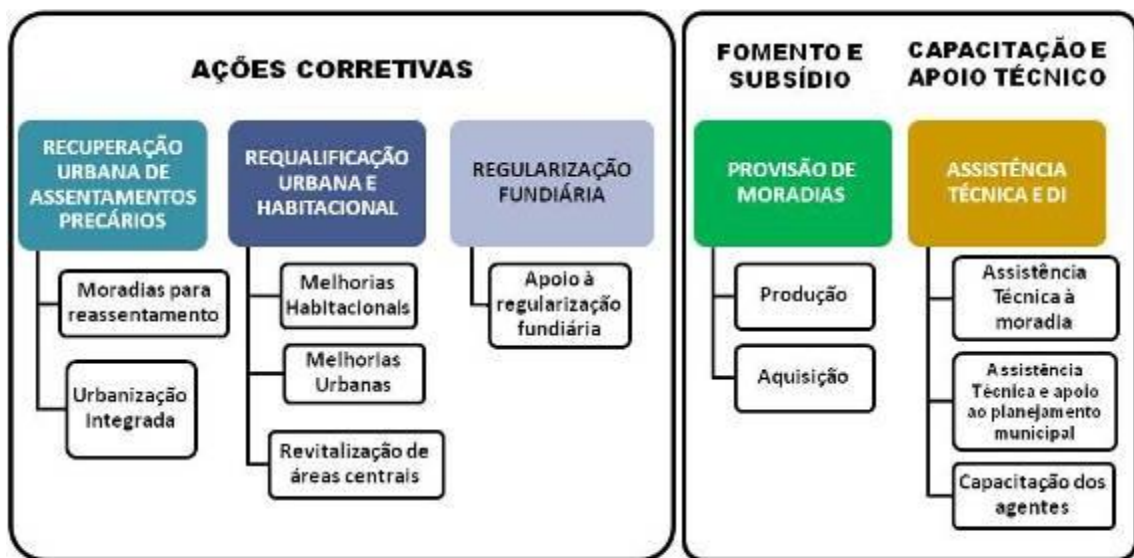 AÇÕES CORRETIVAS
RECUPERAÇÃO
URBANA DE
ASSENTAMENTOS
PRECÁRIOS
Moradias para
reassentamento
Urbanização
Integrada
REQUALIFICAÇÃO
URBANA E
HABITACIONAL
Melhorias
Habitacionais
Melhorias
Urbanas
Revitalização de
áreas centrais
REGULARIZAÇÃO
FUNDIÁRIA
Apoio à
regularização
fundiária
FOMENTO E
SUBSÍDIO
PROVISÃO DE
MORADIAS
Produção
Aquisição
CAPACITAÇÃO E
APOIO TÉCNICO
ASSISTÊNCIA
TÉCNICA E DI
Assistência
Técnica à
moradia
Assistência
Técnica e apoio
ao planejamento
municipal
Capacitação dos
agentes